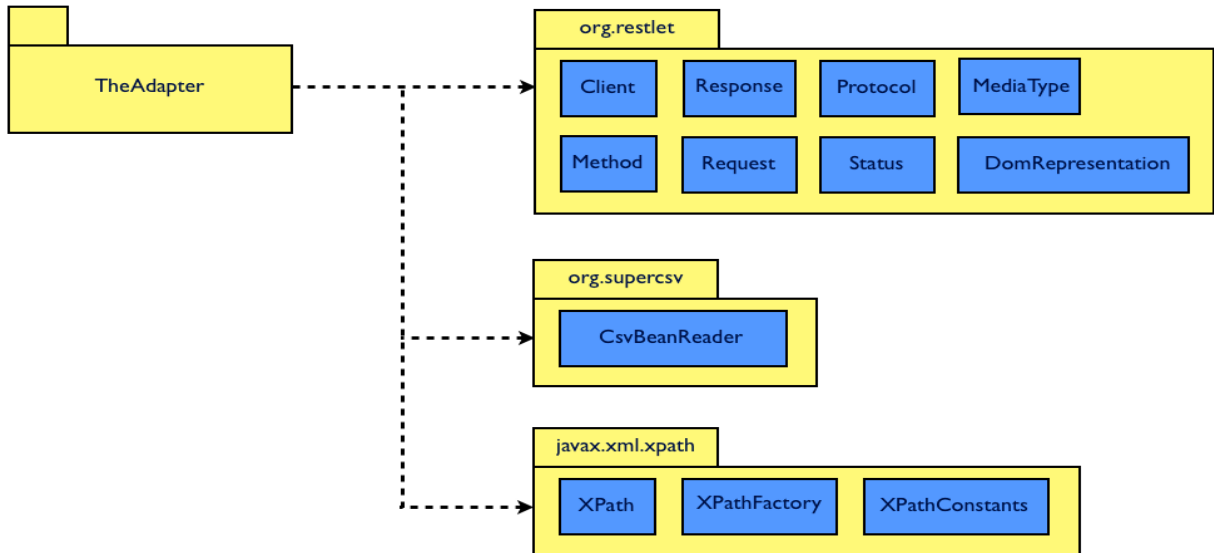 TheAdapter
org.restlet
Client Response Protocol MediaType
Method Request Status DomRepresentation
org.supercsv
CsvBeanReader
javax.xml.xpath
XPath XPathFactory XPathConstants